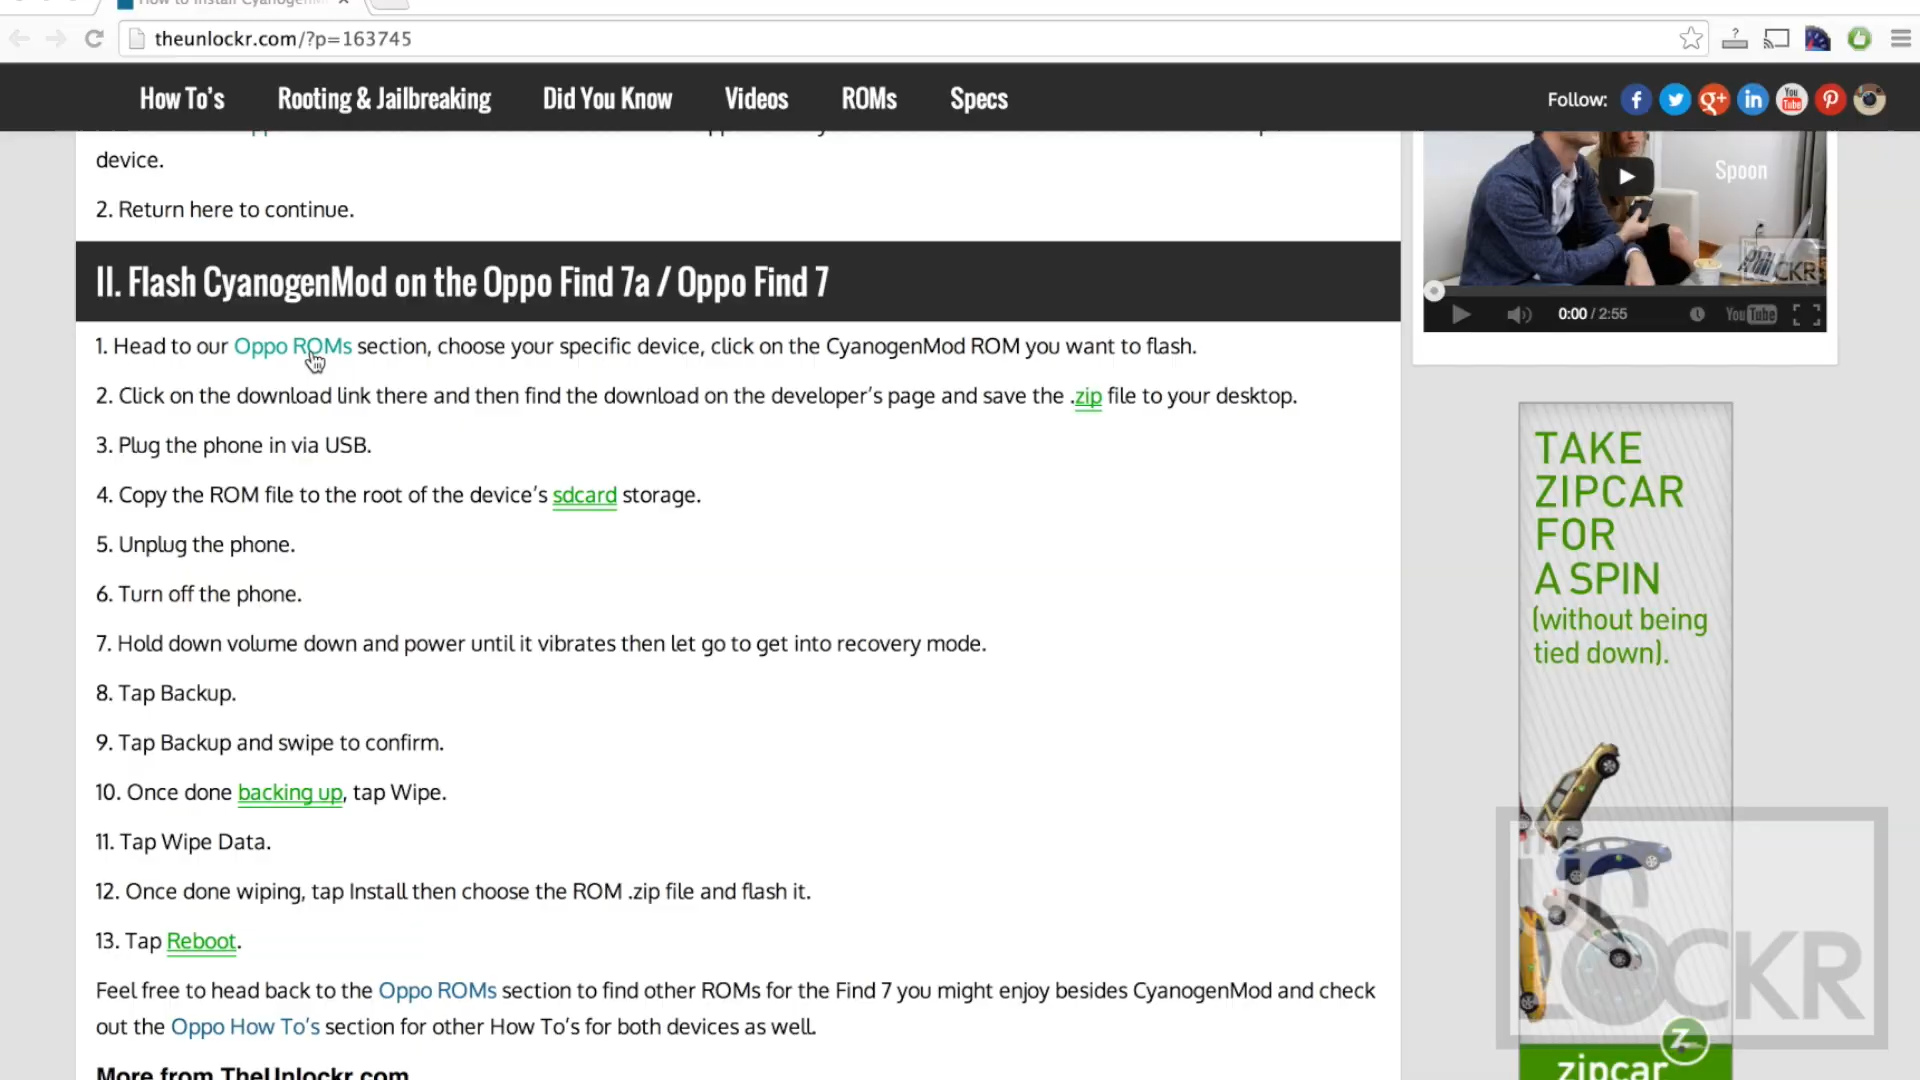 theunlockr.com/?p=163745
How To's Rooting & Jailbreaking Did You Know Videos ROMs Specs Follow:
device.
2. Return here to continue.
II. Flash CyanogenMod on the Oppo Find 7a / Oppo Find 7
1. Head to our Oppo ROMs section, choose your specific device, click on the CyanogenMod ROM you want to flash.
2. Click on the download link there and then find the download on the developer’s page and save the .zip file to your desktop.
3. Plug the phone in via USB.
4. Copy the ROM file to the root of the device’s sdcard storage.
5. Unplug the phone.
6. Turn off the phone.
7. Hold down volume down and power until it vibrates then let go to get into recovery mode.
8. Tap Backup.
9. Tap Backup and swipe to confirm.
10. Once done backing up, tap Wipe.
11. Tap Wipe Data.
12. Once done wiping, tap Install then choose the ROM .zip file and flash it.
13. Tap Reboot.
Feel free to head back to the Oppo ROMs section to find other ROMs for the Find 7 you might enjoy besides CyanogenMod and check
out the Oppo How To’s section for other How To’s for both devices as well.
More from TheUnlockr.com
Spoon
0:00 / 2:55 YouTube
TAKE
ZIPCAR
FOR
A SPIN
(without being
tied down).
The
Un
LOCKR
Z
zipcar